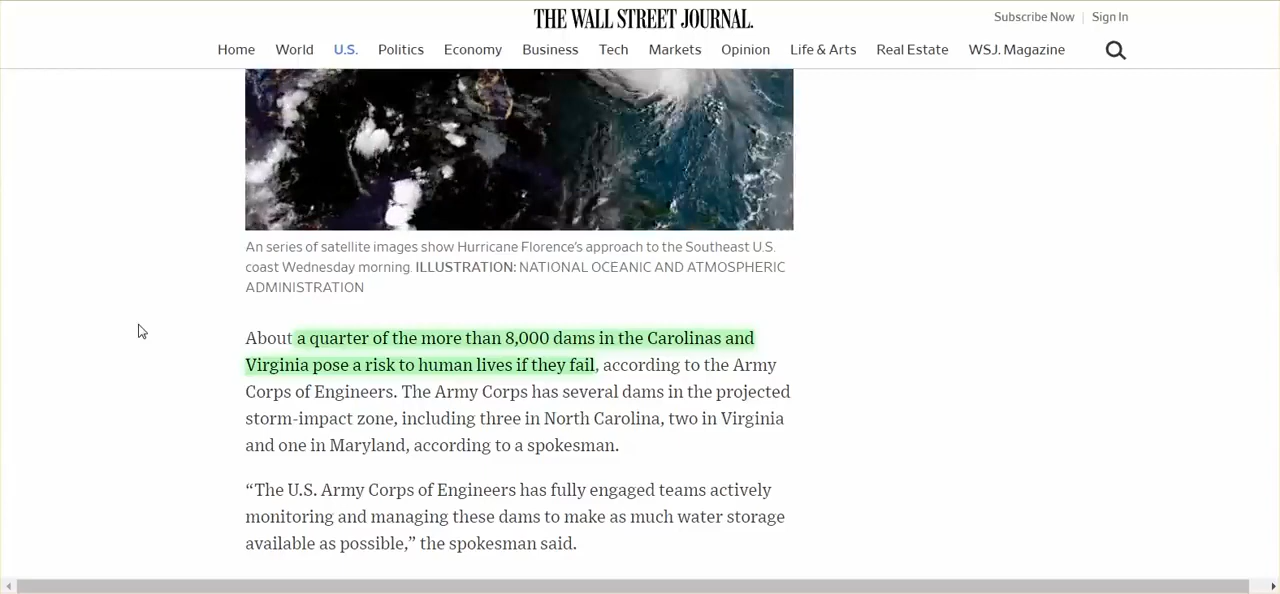 THE WALL STREET JOURNAL.
Subscribe Now | Sign In
Home World U.S. Politics Economy Business Tech Markets Opinion Life & Arts Real Estate WSJ. Magazine
An series of satellite images show Hurricane Florence's approach to the Southeast U.S.
coast Wednesday morning. ILLUSTRATION: NATIONAL OCEANIC AND ATMOSPHERIC
ADMINISTRATION
About a quarter of the more than 8,000 dams in the Carolinas and
Virginia pose a risk to human lives if they fail, according to the Army
Corps of Engineers. The Army Corps has several dams in the projected
storm-impact zone, including three in North Carolina, two in Virginia
and one in Maryland, according to a spokesman.
“The U.S. Army Corps of Engineers has fully engaged teams actively
monitoring and managing these dams to make as much water storage
available as possible,” the spokesman said.